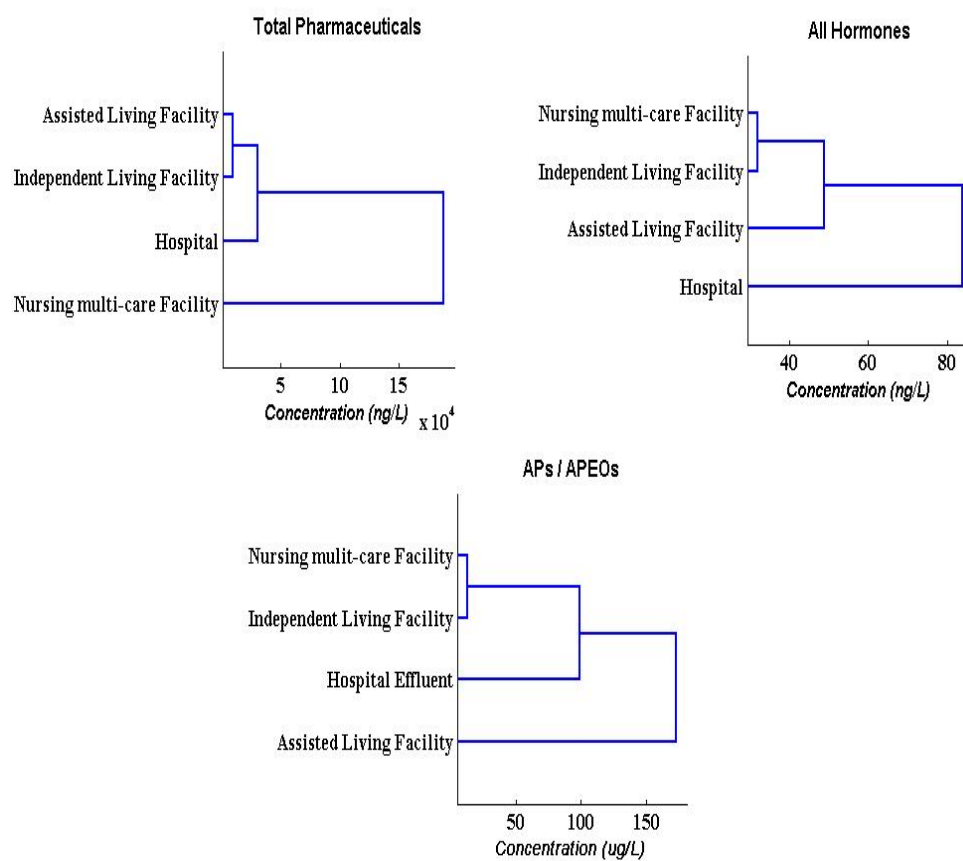 Total Pharmaceuticals
Assisted Living Facility
Independent Living Facility
Hospital
Nursing multi-care Facility
5 10 15
Concentration (ng/L) x 10⁴
All Hormones
Nursing multi-care Facility
Independent Living Facility
Assisted Living Facility
Hospital
40 60 80
Concentration (ng/L)
APs / APEOs
Nursing mulit-care Facility
Independent Living Facility
Hospital Effluent
Assisted Living Facility
50 100 150
Concentration (ug/L)